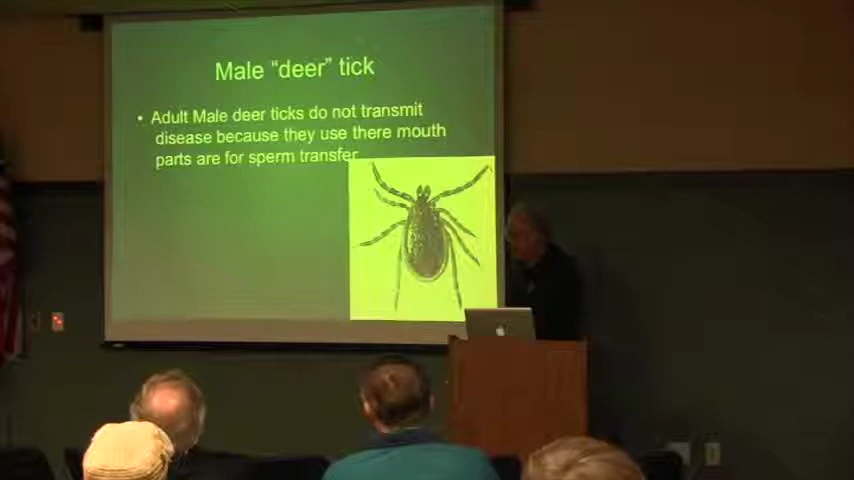 Male “deer” tick
• Adult Male deer ticks do not transmit
disease because they use there mouth
parts are for sperm transfer